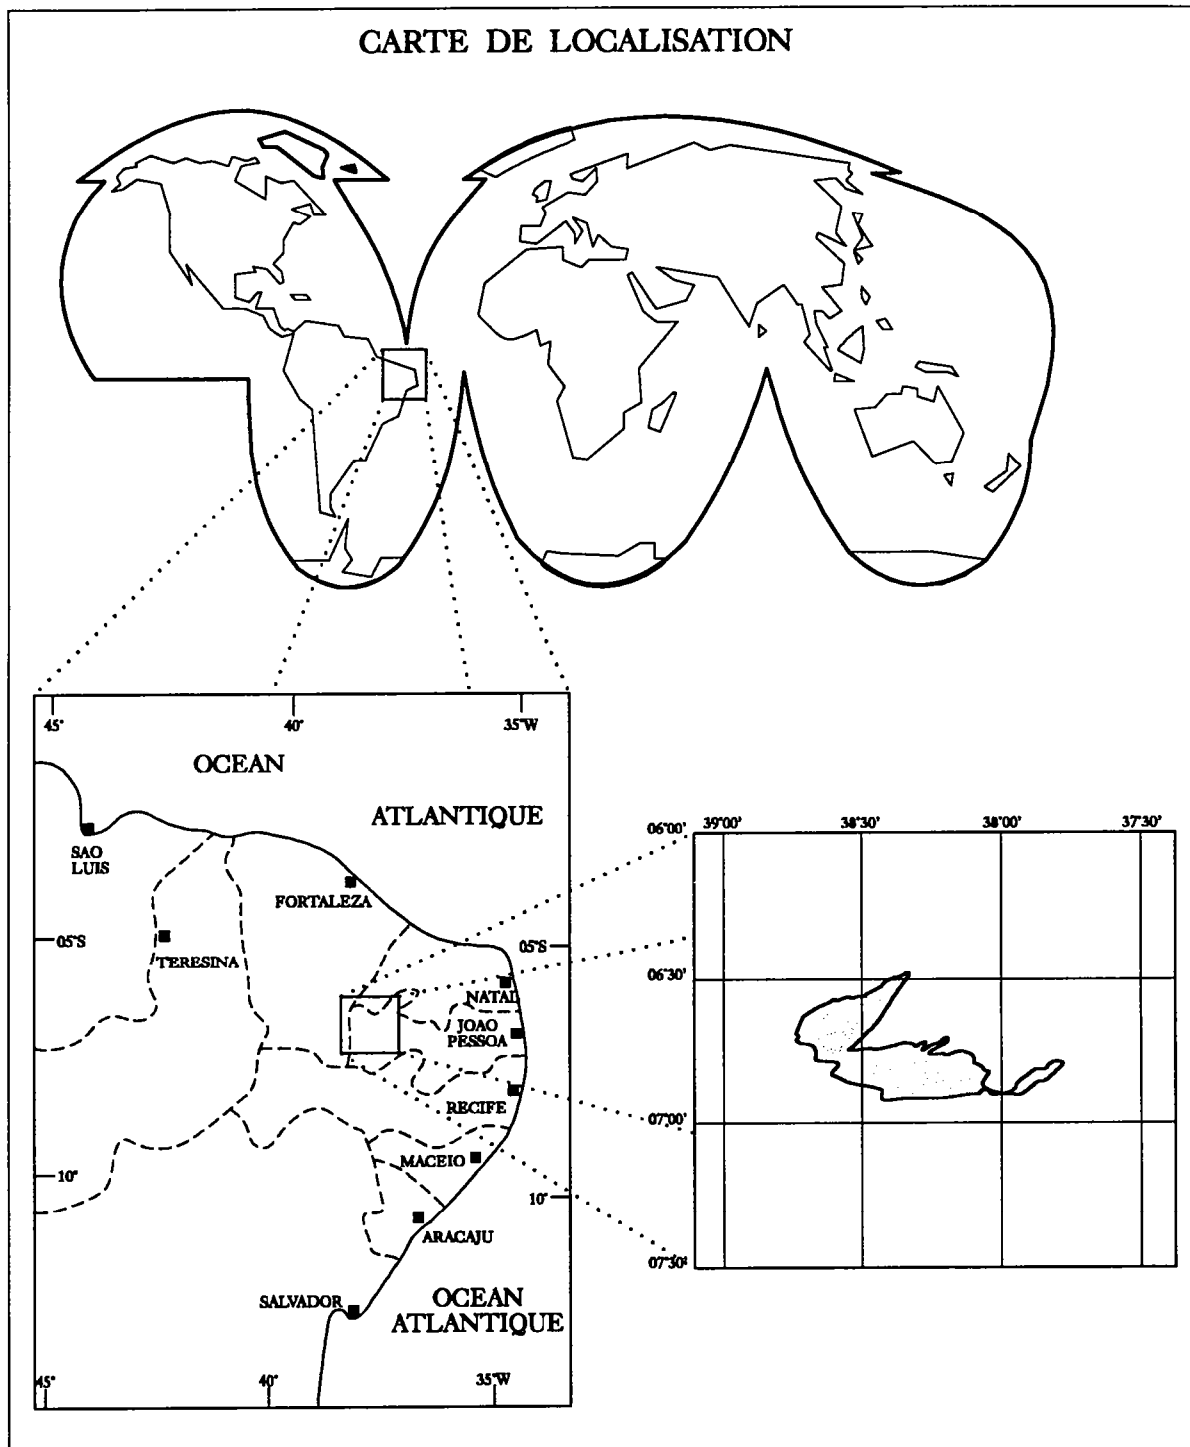 CARTE DE LOCALISATION
45°
40°
35°W
OCEAN
ATLANTIQUE
SAO
LUIS
FORTALEZA
05°S
05°S
TERESINA
NATAL
JOAO
PESSOA
RECIFE
MACEIO
10°
10°
ARACAJU
SALVADOR
OCEAN
ATLANTIQUE
45°
40°
35°W
39°00'
38°30'
38°00'
37°30'
06°00'
06°30'
07°00'
07°30'